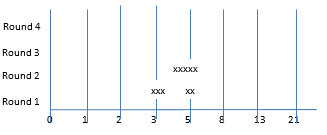 Round 4
Round 3
xxxxx
Round 2
xxx xx
Round 1
0 1 2 3 5 8 13 21